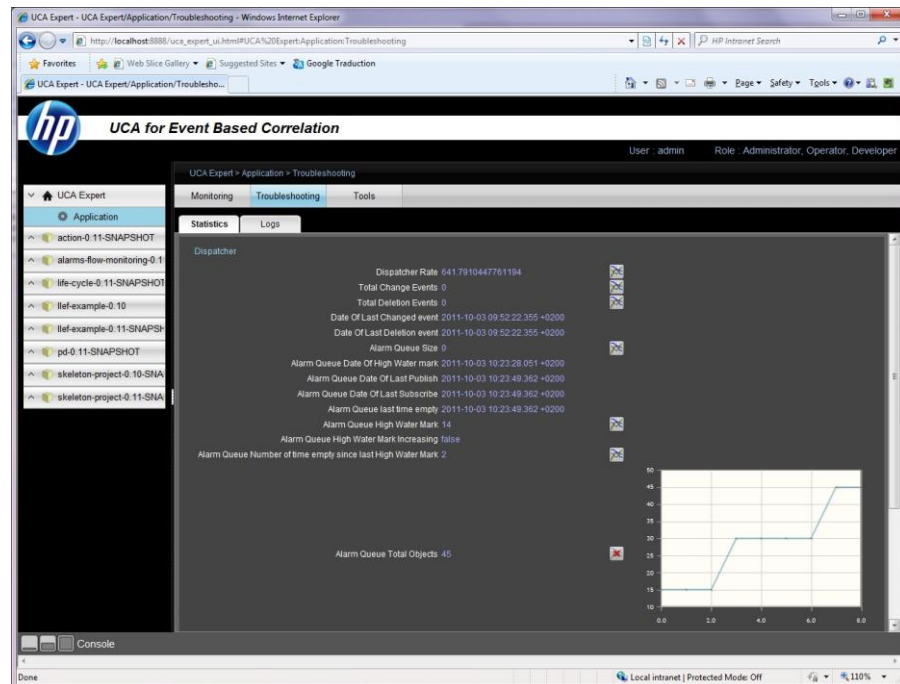 UCA Expert - UCA Expert/Application/Troubleshooting - Windows Internet Explorer
http://localhost:8888/uca_expert_ui.html#UCA%20Expert:Application:Troubleshooting
HP Intranet Search
Favorites Web Slice Gallery Suggested Sites Google Traduction
UCA Expert - UCA Expert/Application/Troublesho...
Page Safety Tools
hp
UCA for Event Based Correlation
User : admin Role : Administrator, Operator, Developer
UCA Expert > Application > Troubleshooting
UCA Expert
Monitoring Troubleshooting Tools
Application
Statistics Logs
action-0.11-SNAPSHOT
alarms-flow-monitoring-0.1
life-cycle-0.11-SNAPSHOT
llef-example-0.10
llef-example-0.11-SNAPSH
pd-0.11-SNAPSHOT
skeleton-project-0.10-SNA
skeleton-project-0.11-SNA
Dispatcher
Dispatcher Rate 641.7910447761194
Total Change Events 0
Total Deletion Events 0
Date Of Last Changed event 2011-10-03 09:52:22.355 +0200
Date Of Last Deletion event 2011-10-03 09:52:22.355 +0200
Alarm Queue Size 0
Alarm Queue Date Of High Water mark 2011-10-03 10:23:28.051 +0200
Alarm Queue Date Of Last Publish 2011-10-03 10:23:49.362 +0200
Alarm Queue Date Of Last Subscribe 2011-10-03 10:23:49.362 +0200
Alarm Queue last time empty 2011-10-03 10:23:49.362 +0200
Alarm Queue High Water Mark 14
Alarm Queue High Water Mark Increasing false
Alarm Queue Number of time empty since last High Water Mark 2
Alarm Queue Total Objects 45
50
45
40
35
30
25
20
15
10
0.0 2.0 4.0 6.0 8.0
Console
Done
Local intranet | Protected Mode: Off
110%